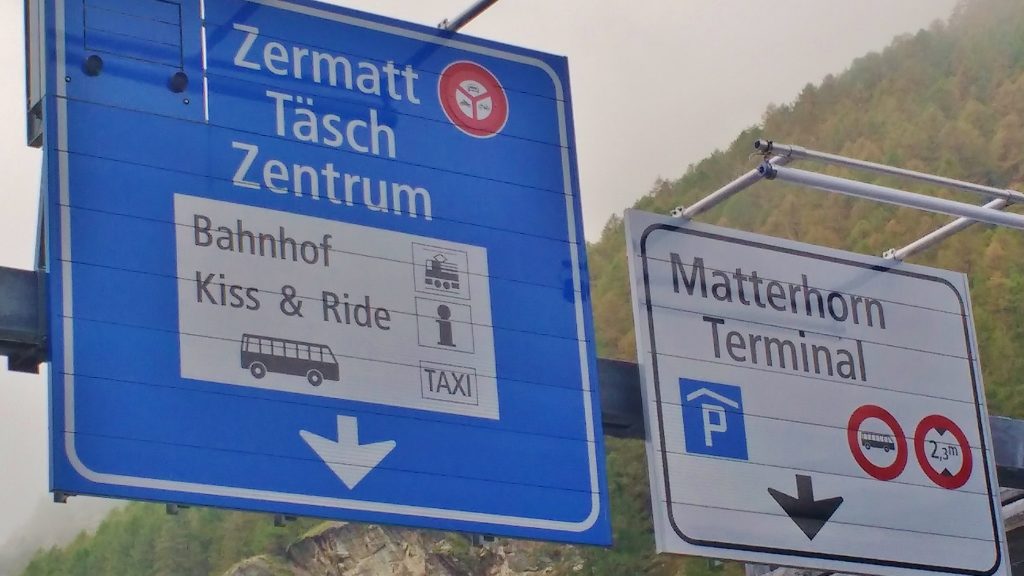 Zermatt
Täsch
Zentrum
Bahnhof
Kiss & Ride
TAXI
Matterhorn
Terminal
P
2,3m